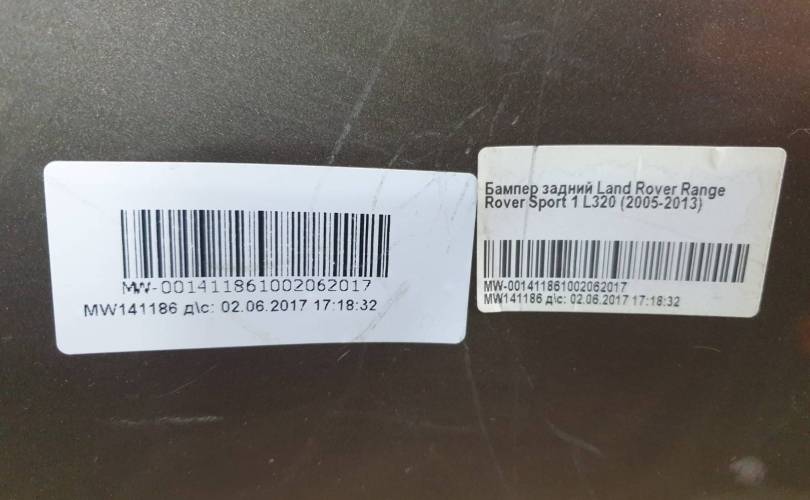 MW-001411861002062017
MW141186 д\с: 02.06.2017 17:18:32
Бампер задний Land Rover Range
Rover Sport 1 L320 (2005-2013)
MW-001411861002062017
MW141186 д\с: 02.06.2017 17:18:32